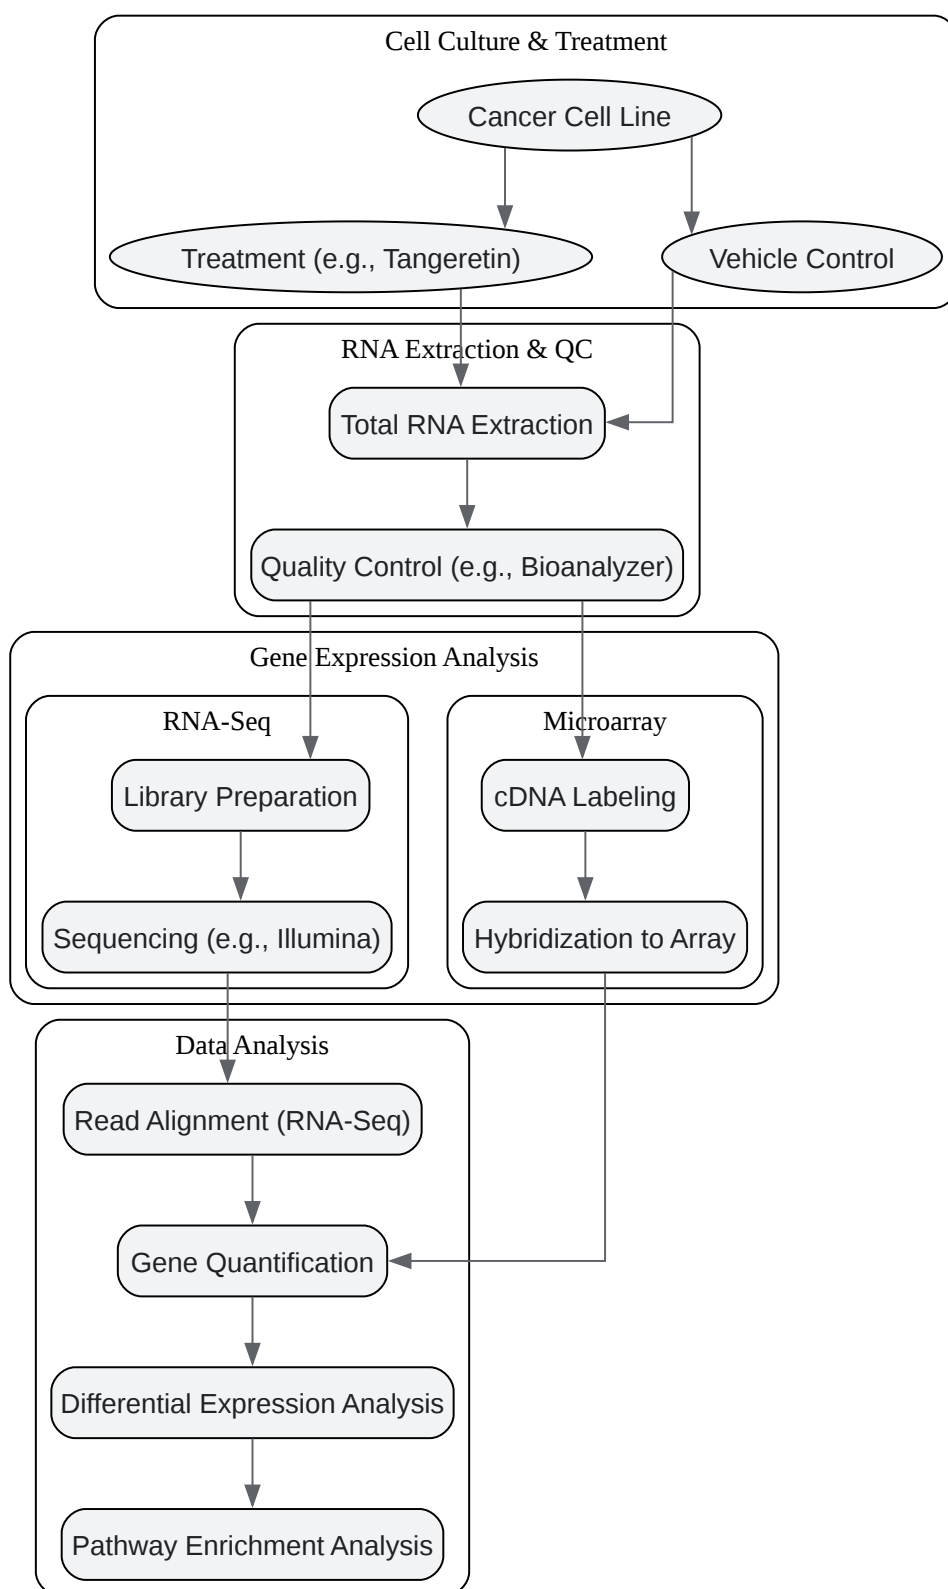 Cell Culture & Treatment
Cancer Cell Line
Treatment (e.g., Tangeretin)
Vehicle Control
RNA Extraction & QC
Total RNA Extraction
Quality Control (e.g., Bioanalyzer)
Gene Expression Analysis
RNA-Seq
Microarray
Library Preparation
cDNA Labeling
Sequencing (e.g., Illumina)
Hybridization to Array
Data Analysis
Read Alignment (RNA-Seq)
Gene Quantification
Differential Expression Analysis
Pathway Enrichment Analysis